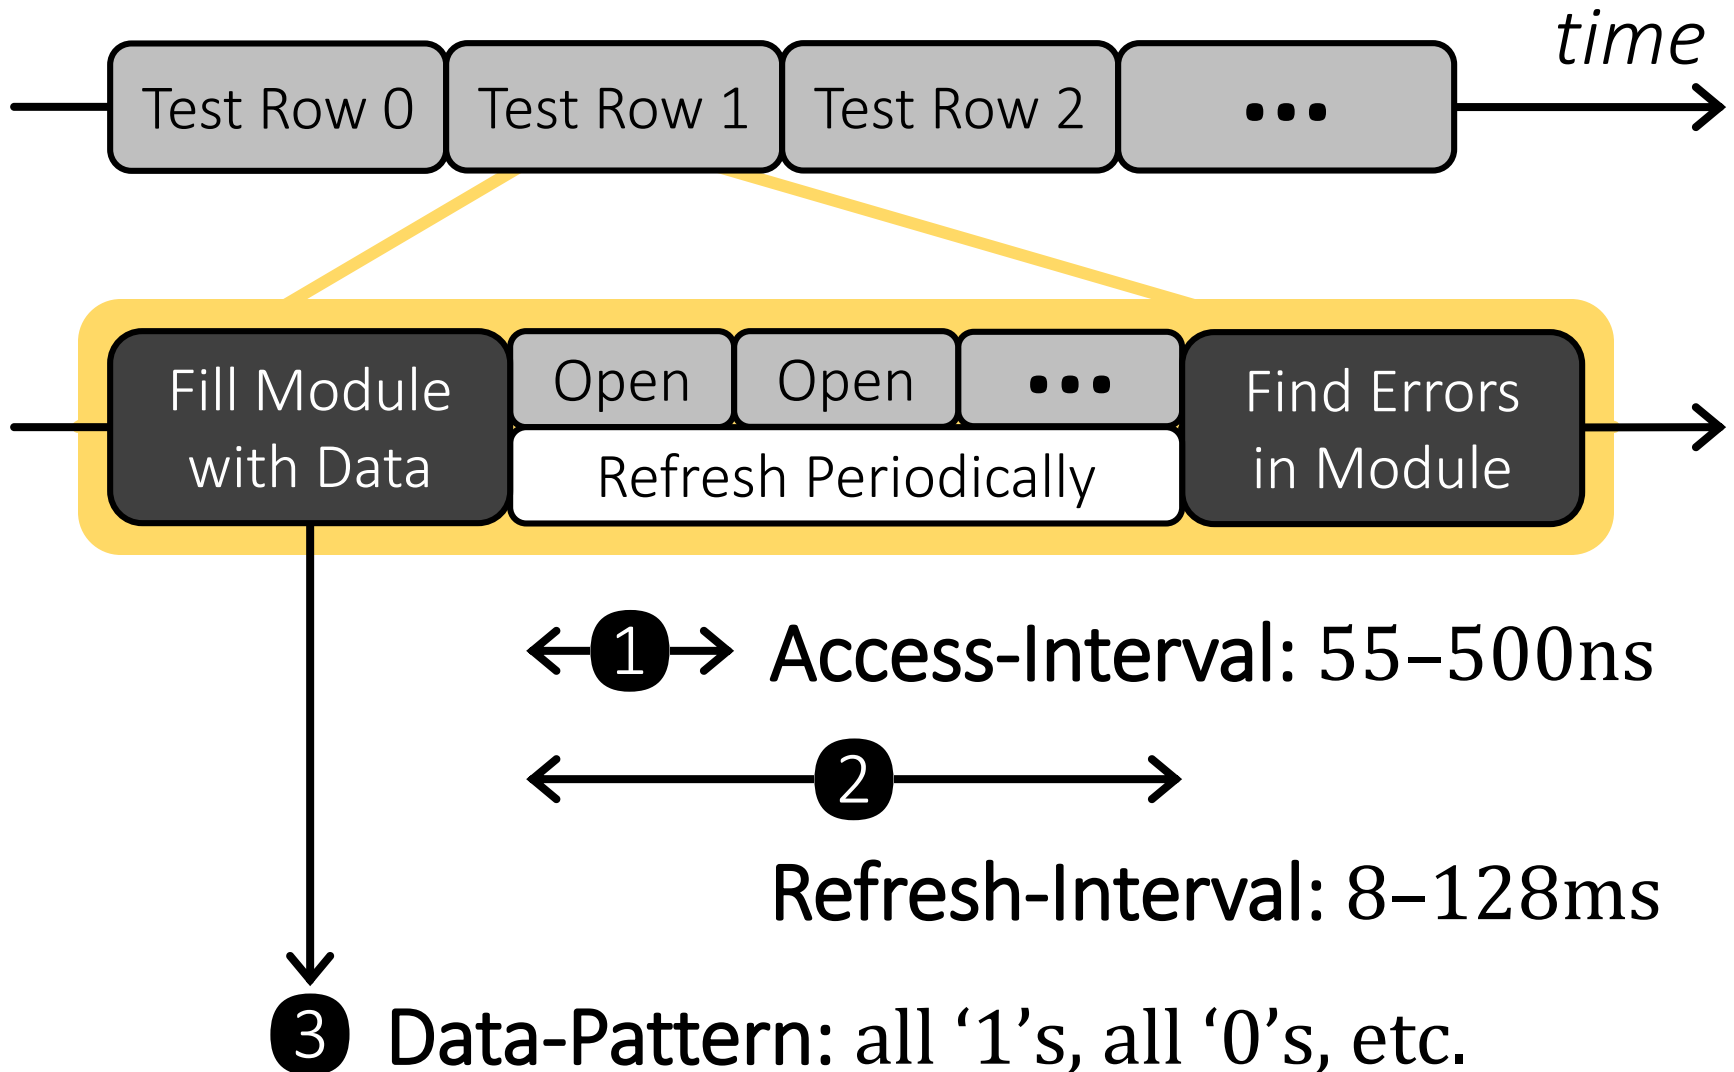 time
Test Row 0 Test Row 1 Test Row 2 ...
Fill Module
with Data
Open Open ...
Refresh Periodically
Find Errors
in Module
1 Access-Interval: 55–500ns
2
Refresh-Interval: 8–128ms
3 Data-Pattern: all ‘1’s, all ‘0’s, etc.